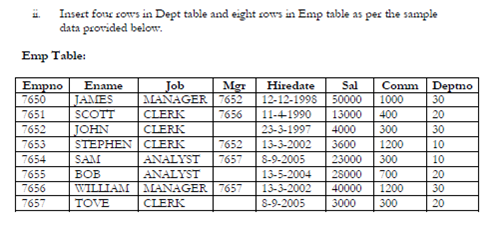 ii. Insert four rows in Dept table and eight rows in Emp table as per the sample
data provided below.
Emp Table:
Empno Ename Job Mgr Hiredate Sal Comm Deptno
7650 JAMES MANAGER 7652 12-12-1998 50000 1000 30
7651 SCOTT CLERK 7656 11-4-1990 13000 400 20
7652 JOHN CLERK 23-3-1997 4000 300 30
7653 STEPHEN CLERK 7652 13-3-2002 3600 1200 10
7654 SAM ANALYST 7657 8-9-2005 23000 300 10
7655 BOB ANALYST 13-5-2004 28000 700 20
7656 WILLIAM MANAGER 7657 13-3-2002 40000 1200 30
7657 TOVE CLERK 8-9-2005 3000 300 20